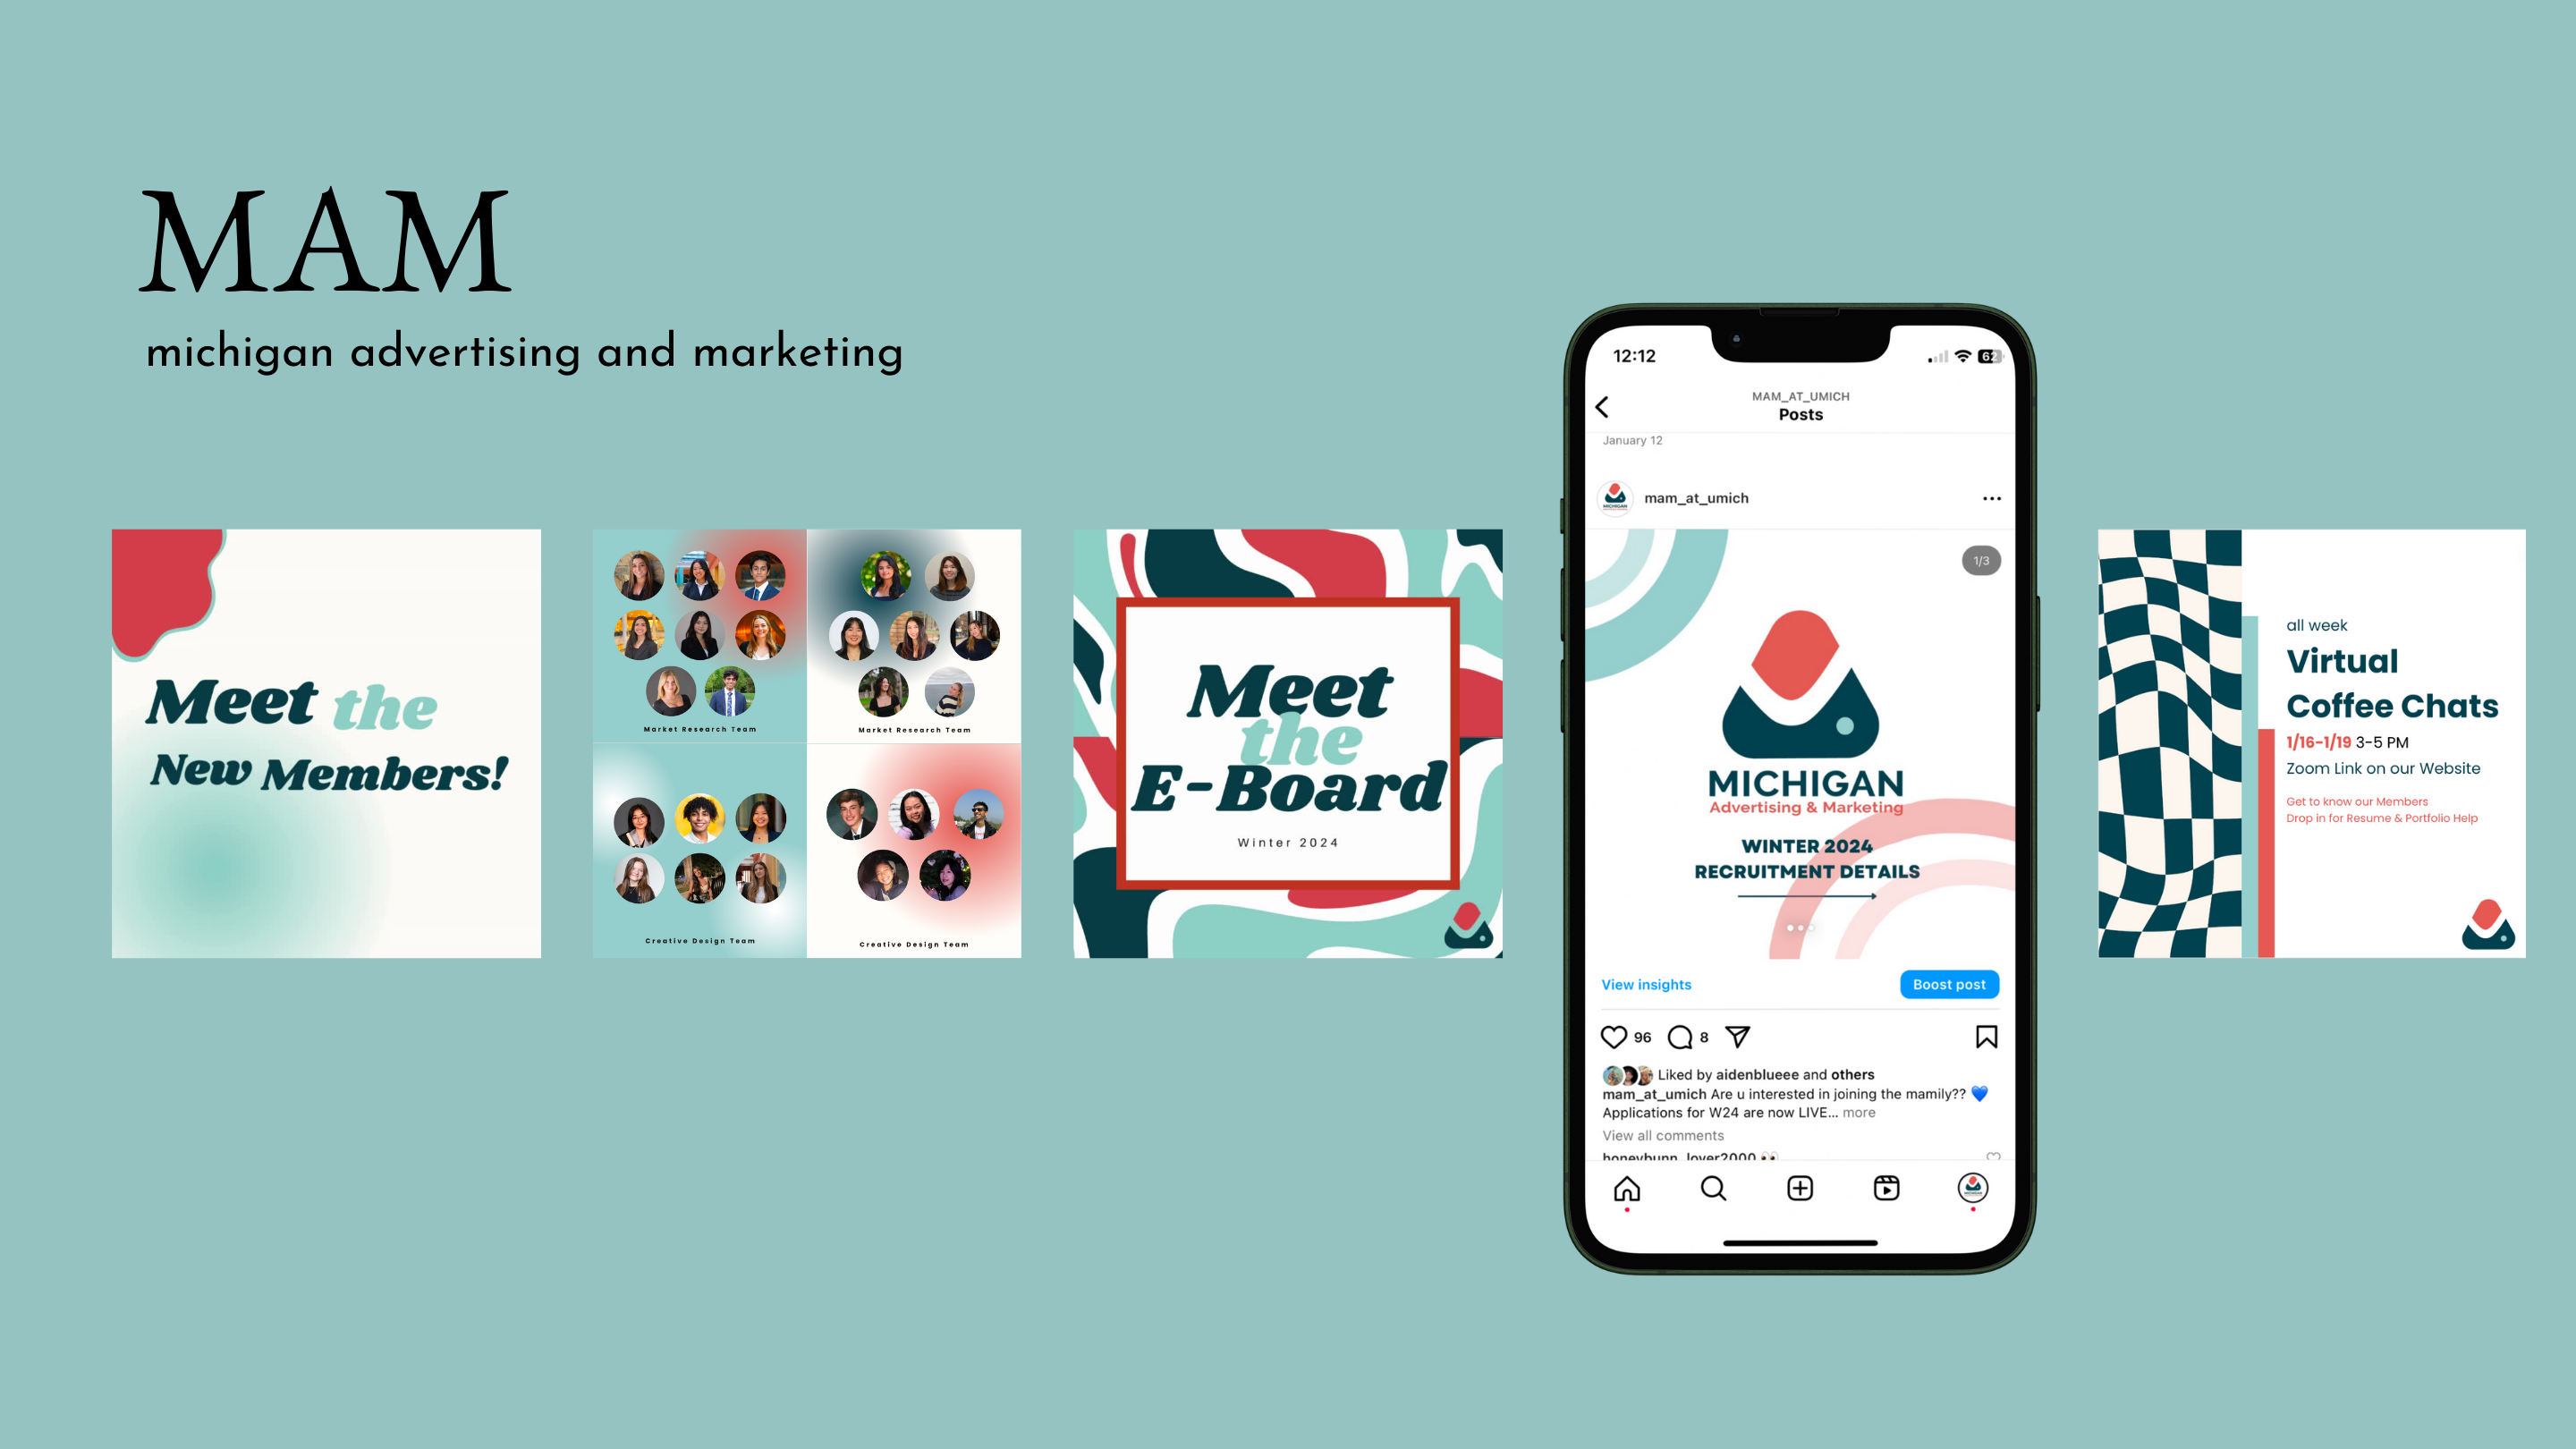 MAM
michigan advertising and marketing
Meet the
New Members!
Market Research Team
Market Research Team
Creative Design Team
Creative Design Team
Meet
the
E-Board
Winter 2024
12:12
62
MAM_AT_UMICH
Posts
January 12
mam_at_umich
1/3
MICHIGAN
Advertising & Marketing
WINTER 2024
RECRUITMENT DETAILS
View insights
Boost post
96
8
Liked by aidenblueee and others
mam_at_umich Are u interested in joining the mamily?? 💙
Applications for W24 are now LIVE... more
View all comments
honeybunn_lover2000 👀
all week
Virtual
Coffee Chats
1/16-1/19 3-5 PM
Zoom Link on our Website
Get to know our Members
Drop in for Resume & Portfolio Help